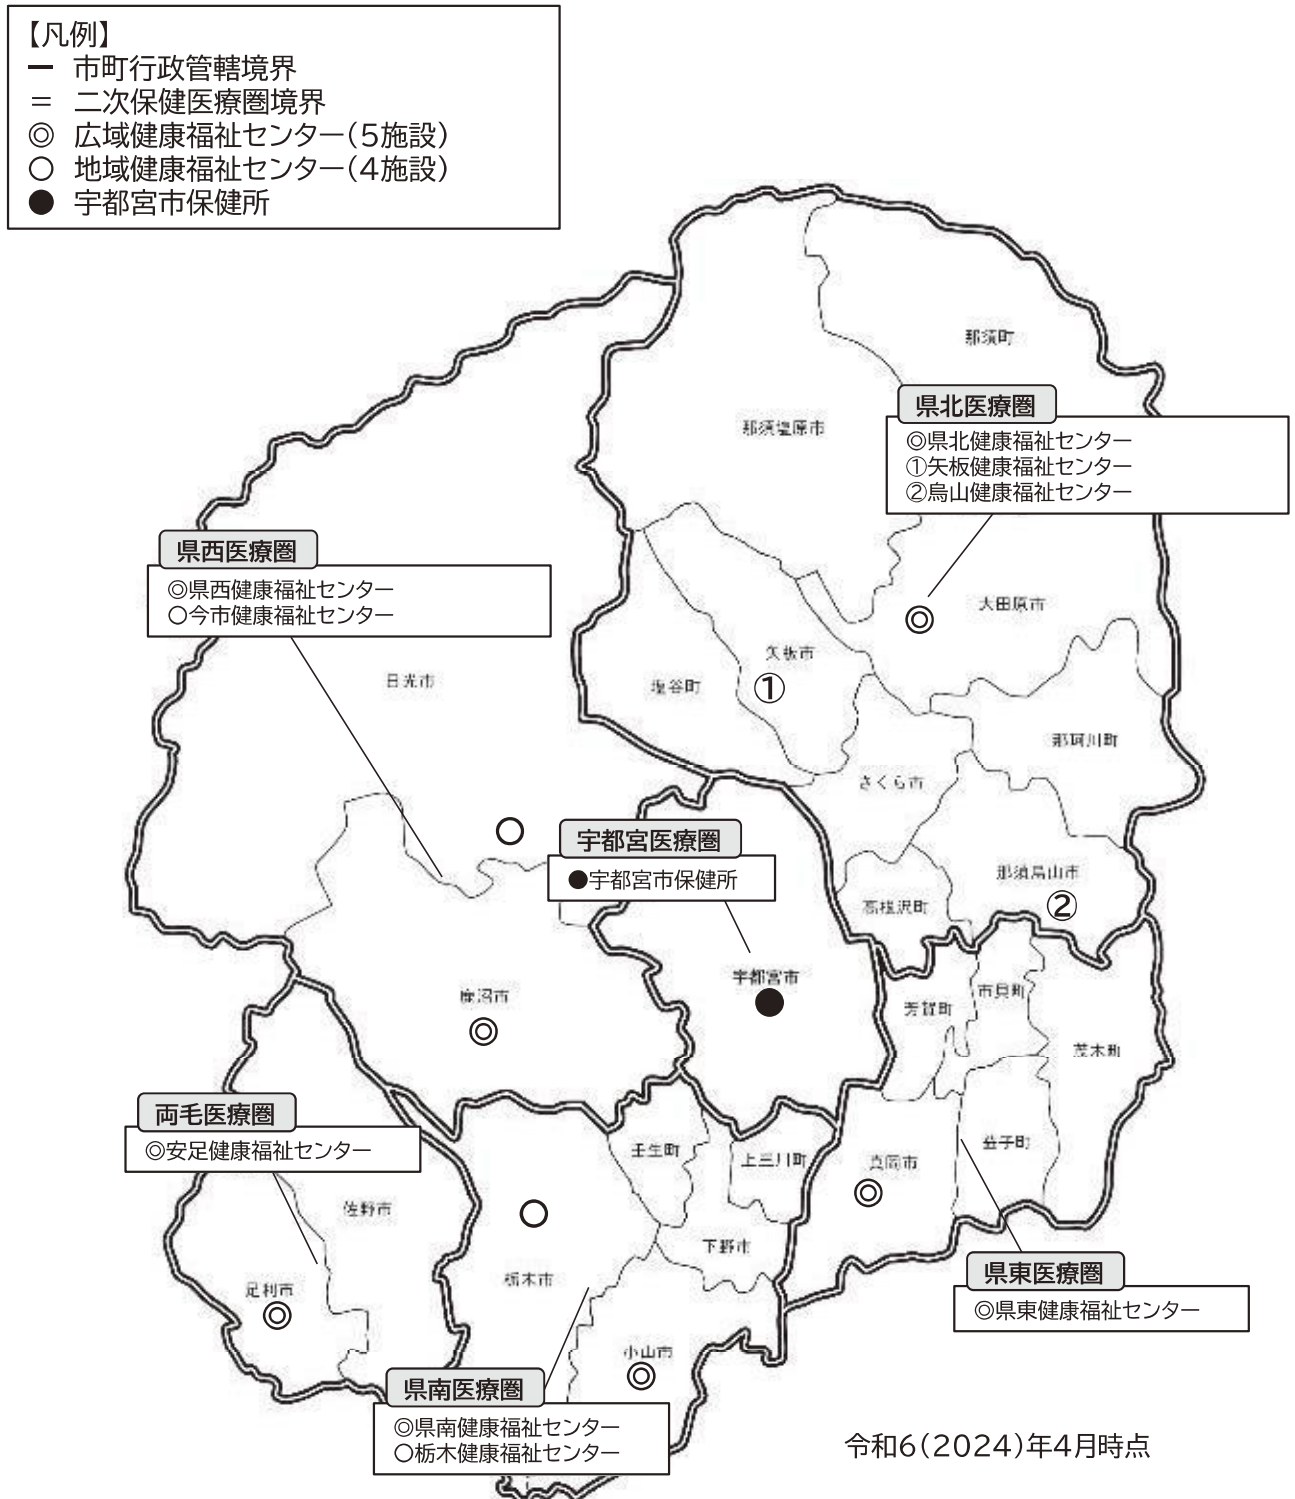 【凡例】
━ 市町行政管轄境界
= 二次保健医療圏境界
◎ 広域健康福祉センター(5施設)
○ 地域健康福祉センター(4施設)
● 宇都宮市保健所
那須町
県北医療圏
那須塩原市
◎県北健康福祉センター
①矢板健康福祉センター
②烏山健康福祉センター
県西医療圏
◎県西健康福祉センター
○今市健康福祉センター
大田原市
矢板市
日光市
塩谷町
①
那珂川町
さくら市
宇都宮医療圏
●宇都宮市保健所
那須烏山市
高根沢町
②
宇都宮市
鹿沼市
市貝町
芳賀町
茂木町
両毛医療圏
◎安足健康福祉センター
壬生町
上三川町
真岡市
益子町
佐野市
下野市
栃木市
足利市
県東医療圏
◎県東健康福祉センター
小山市
県南医療圏
◎県南健康福祉センター
○栃木健康福祉センター
令和6(2024)年4月時点